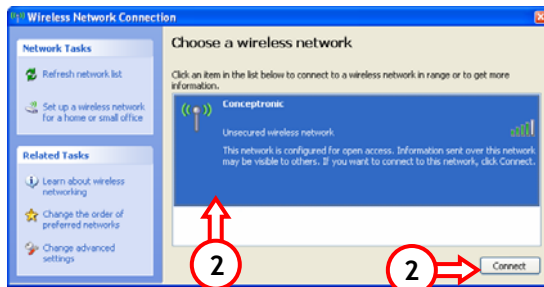 Wireless Network Connection
Network Tasks
Refresh network list
Set up a wireless network
for a home or small office
Related Tasks
Learn about wireless
networking
Change the order of
preferred networks
Change advanced
settings
Choose a wireless network
Click an item in the list below to connect to a wireless network in range or to get more
information.
Conceptronic
Unsecured wireless network
This network is configured for open access. Information sent over this network
may be visible to others. If you want to connect to this network, click Connect.
2
2
Connect